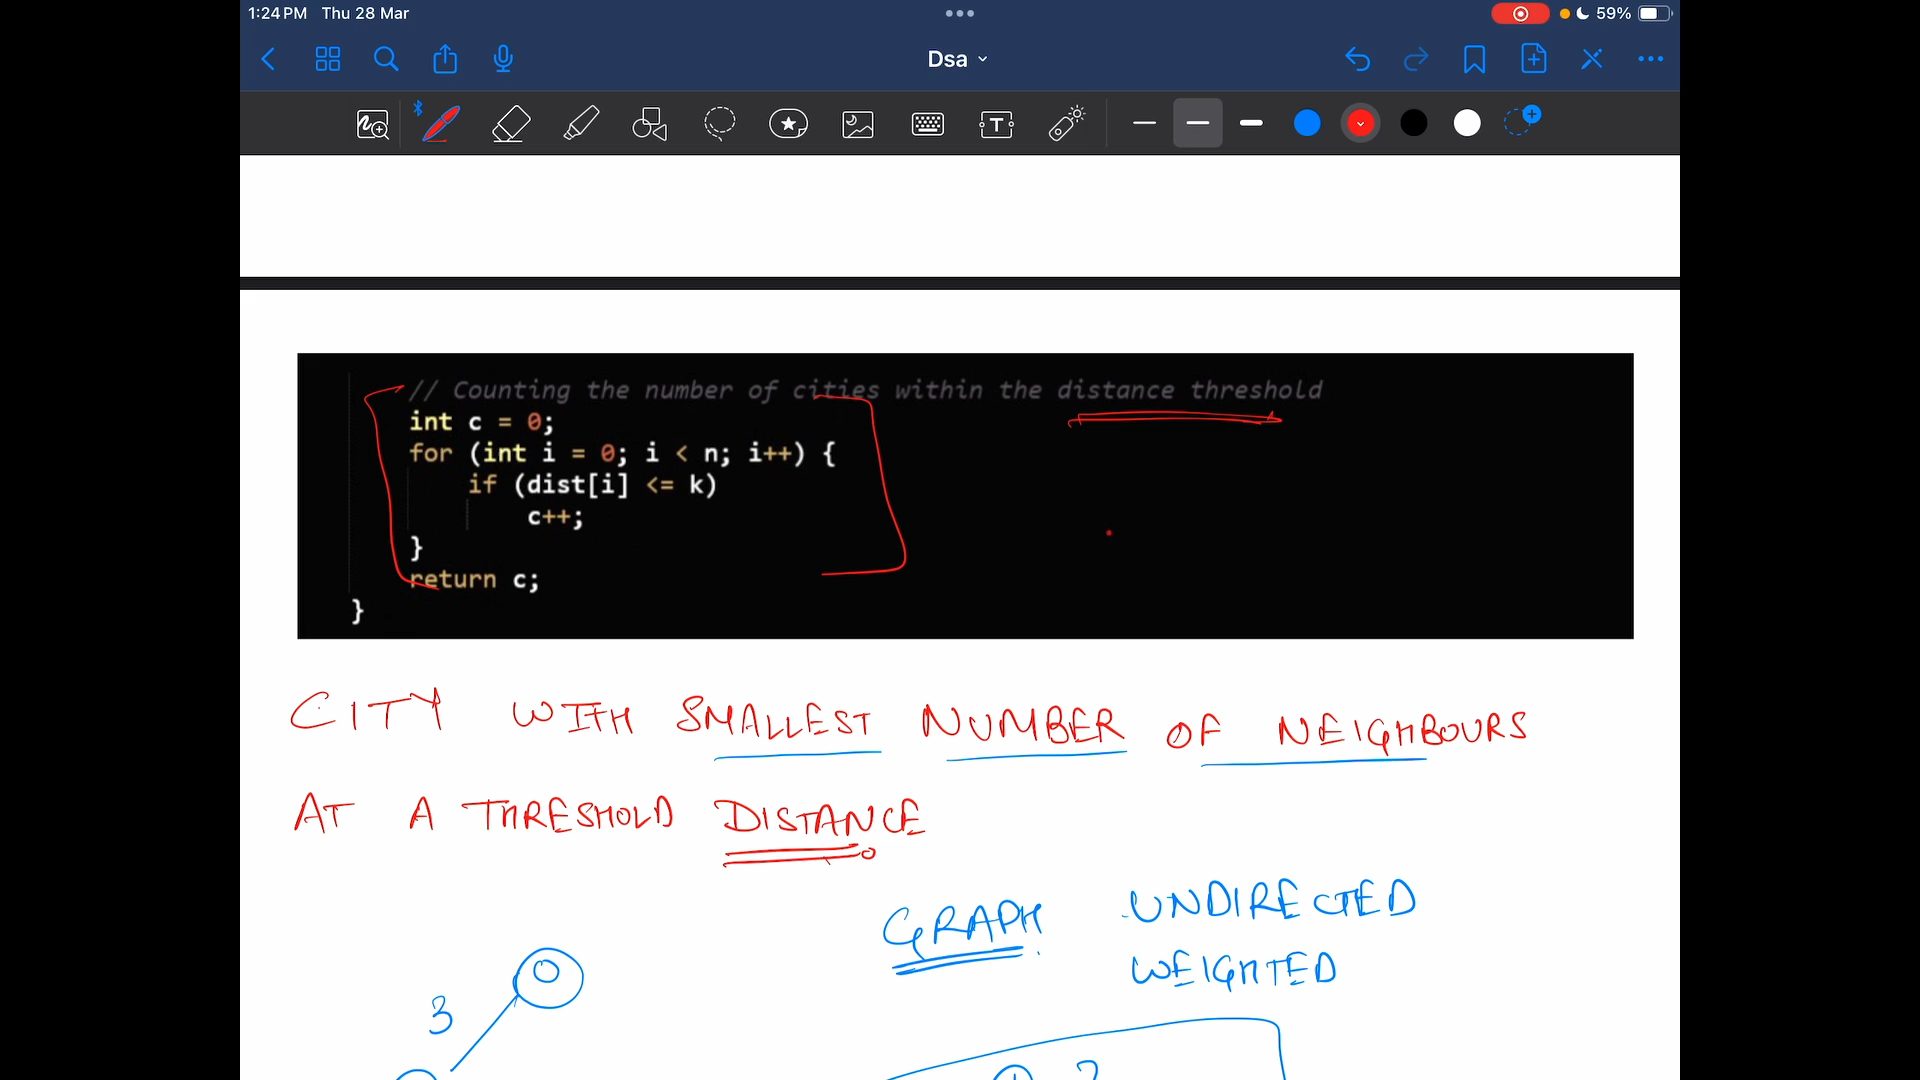 1:24 PM Thu 28 Mar
59%
Dsa
T
// Counting the number of cities within the distance threshold
int c = 0;
for (int i = 0; i < n; i++) {
if (dist[i] <= k)
c++;
}
return c;
}
CITY WITH SMALLEST NUMBER OF NEIGHBOURS
AT A THRESHOLD DISTANCE
GRAPH UNDIRECTED
WEIGHTED
0
3